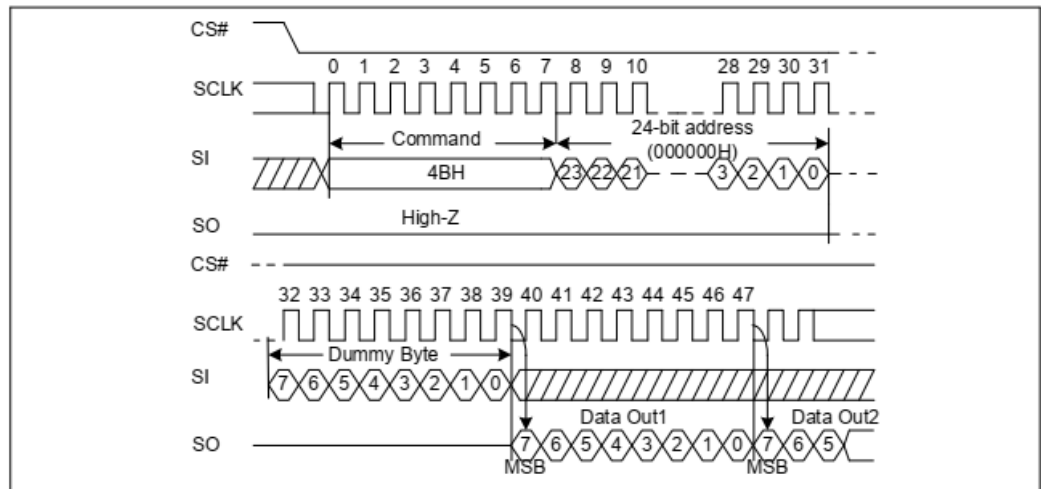 CS#
0 1 2 3 4 5 6 7 8 9 10 28 29 30 31
SCLK
Command 24-bit address
(000000H)
SI
4BH 23 22 21 3 2 1 0
High-Z
SO
CS#
32 33 34 35 36 37 38 39 40 41 42 43 44 45 46 47
SCLK
Dummy Byte
SI
7 6 5 4 3 2 1 0
Data Out1 Data Out2
SO 7 6 5 4 3 2 1 0 7 6 5
MSB MSB